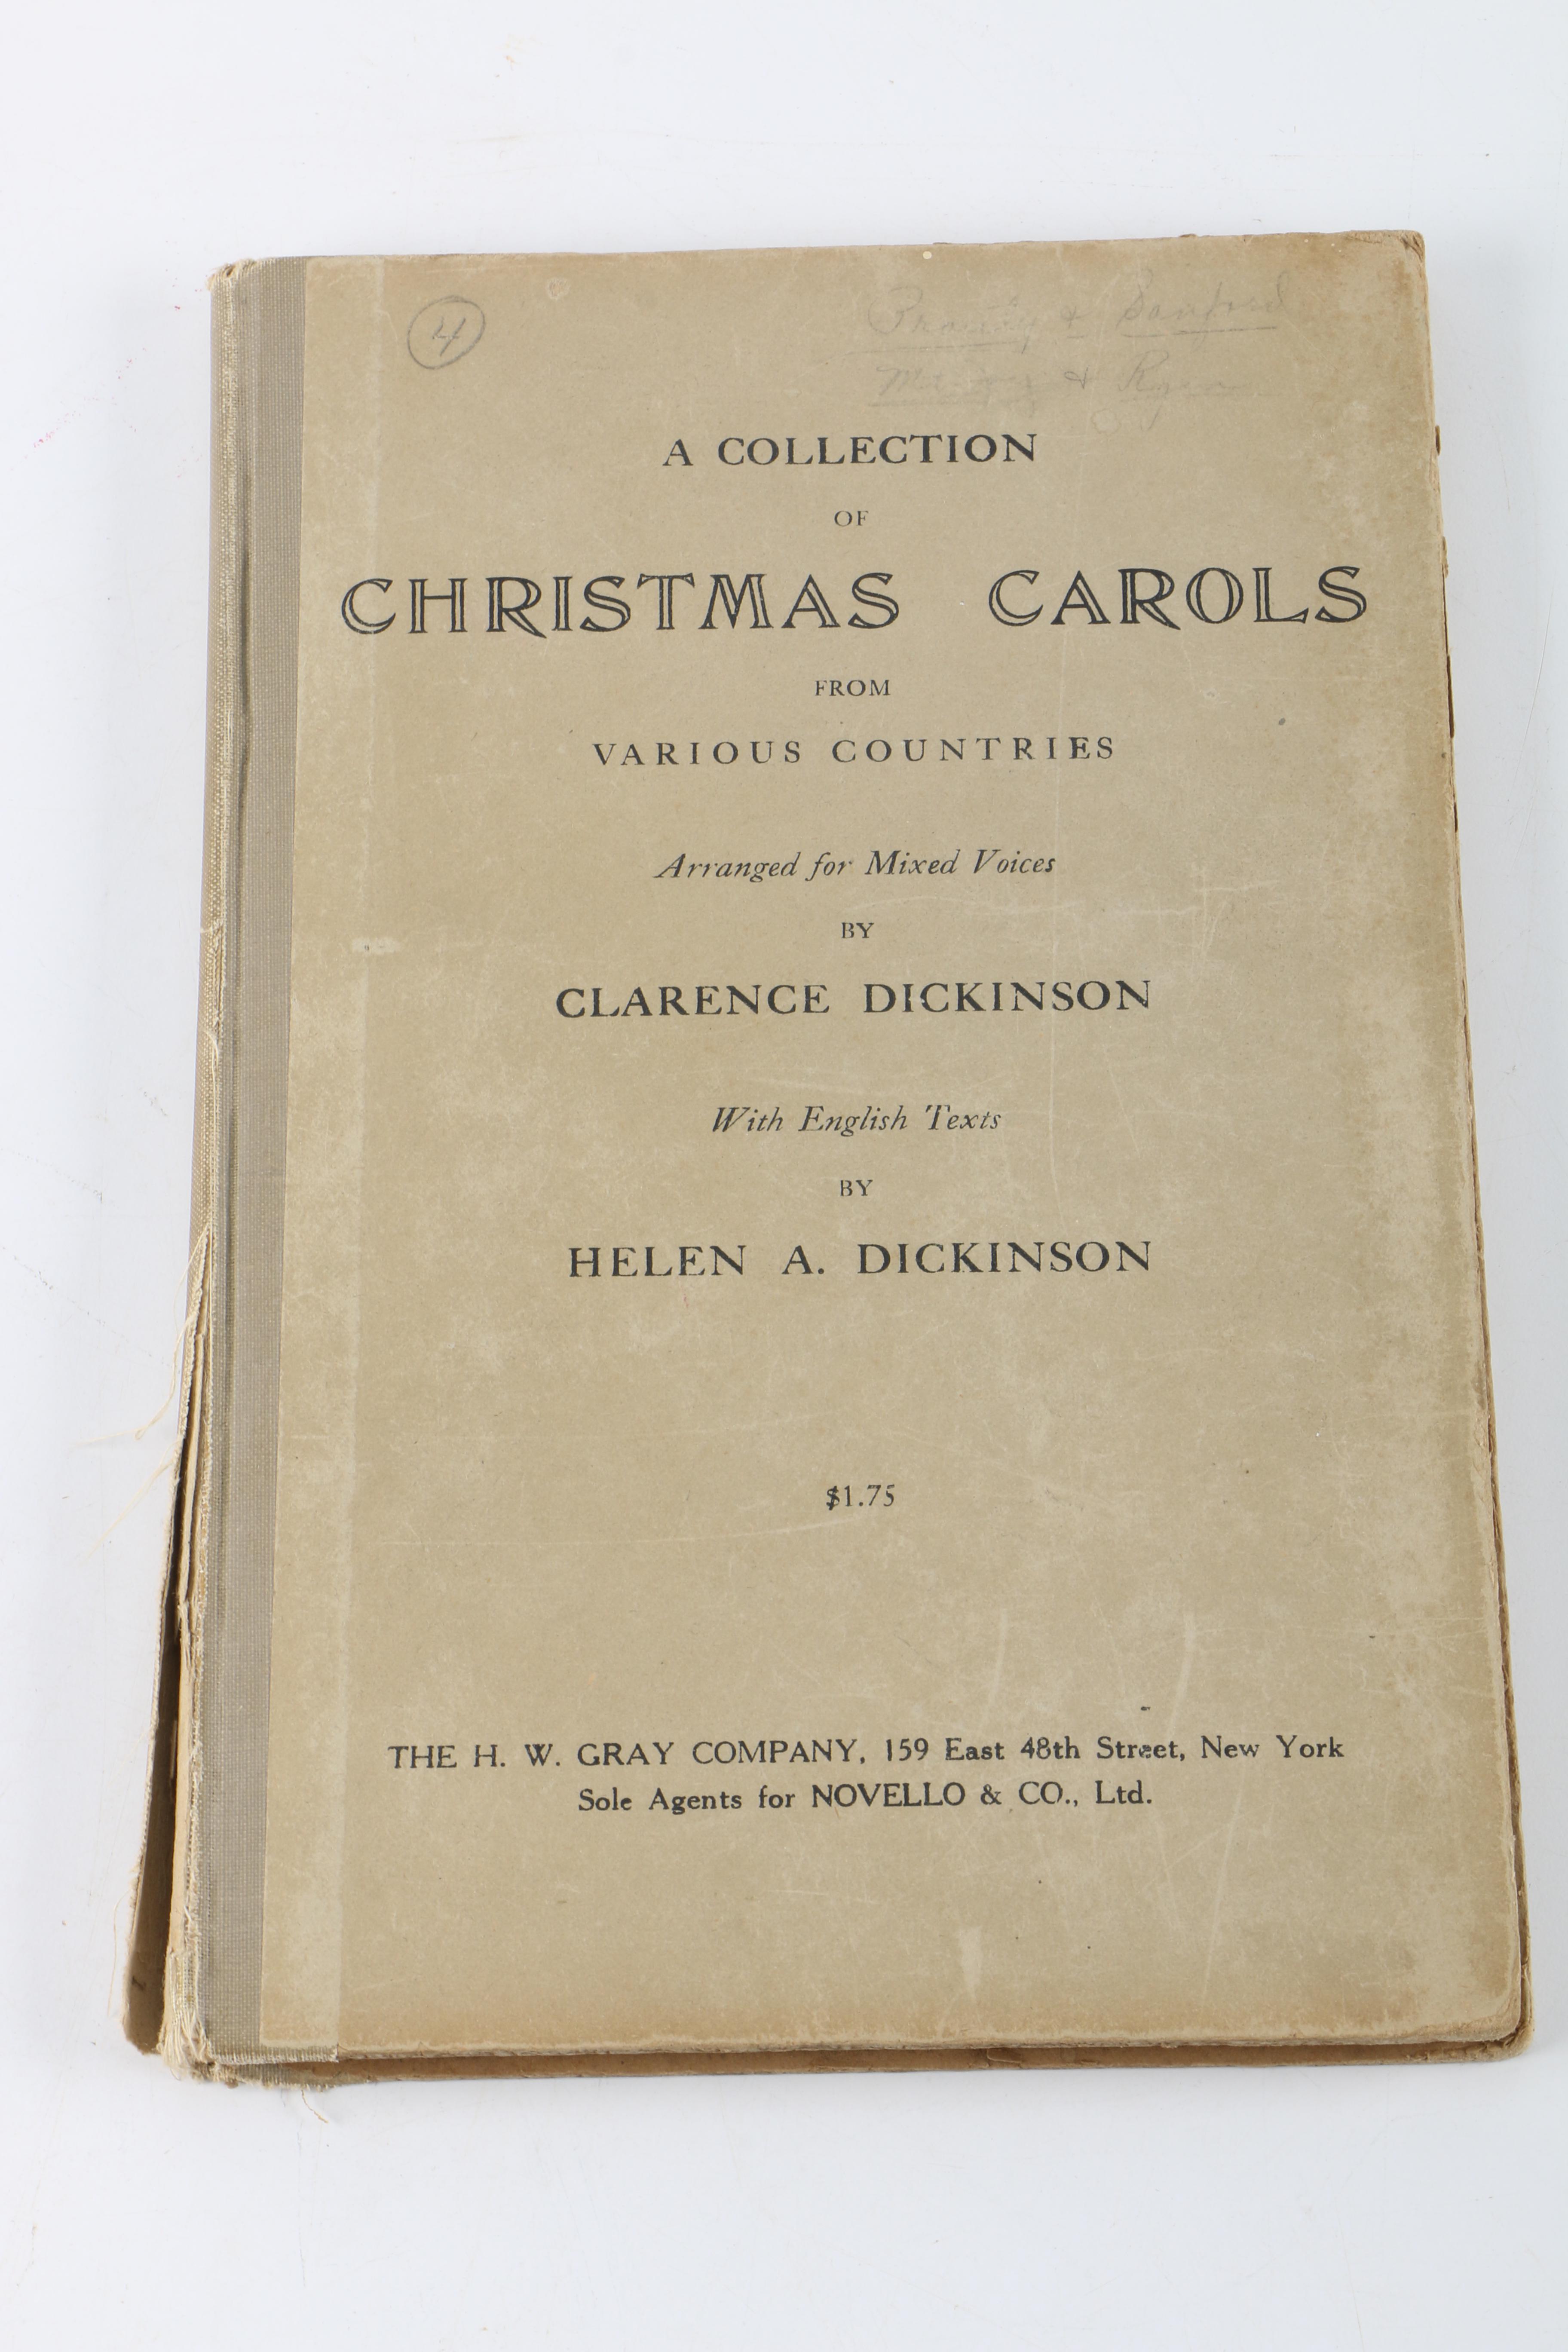 4
& Sanford
&
A COLLECTION
OF
CHRISTMAS CAROLS
FROM
VARIOUS COUNTRIES
Arranged for Mixed Voices
BY
CLARENCE DICKINSON
With English Texts
BY
HELEN A. DICKINSON
$1.75
THE H. W. GRAY COMPANY, 159 East 48th Street, New York
Sole Agents for NOVELLO & CO., Ltd.